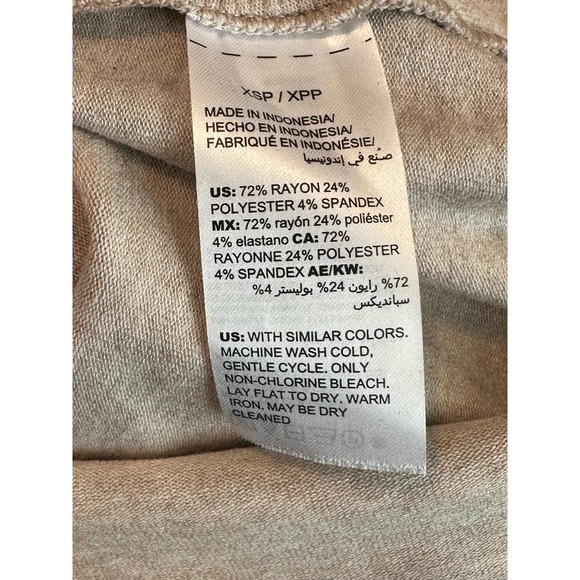 XSP / XPP
MADE IN INDONESIA/
HECHO EN INDONESIA/
FABRIQUÉ EN INDONÉSIE/
صُنع في إندونيسيا
US: 72% RAYON 24%
POLYESTER 4% SPANDEX
MX: 72% rayón 24% poliéster
4% elastano CA: 72%
RAYONNE 24% POLYESTER
4% SPANDEX AE/KW:
72% رايون 24% بوليستر 4%
سبانديكس
US: WITH SIMILAR COLORS.
MACHINE WASH COLD,
GENTLE CYCLE. ONLY
NON-CHLORINE BLEACH.
LAY FLAT TO DRY. WARM
IRON. MAY BE DRY
CLEANED